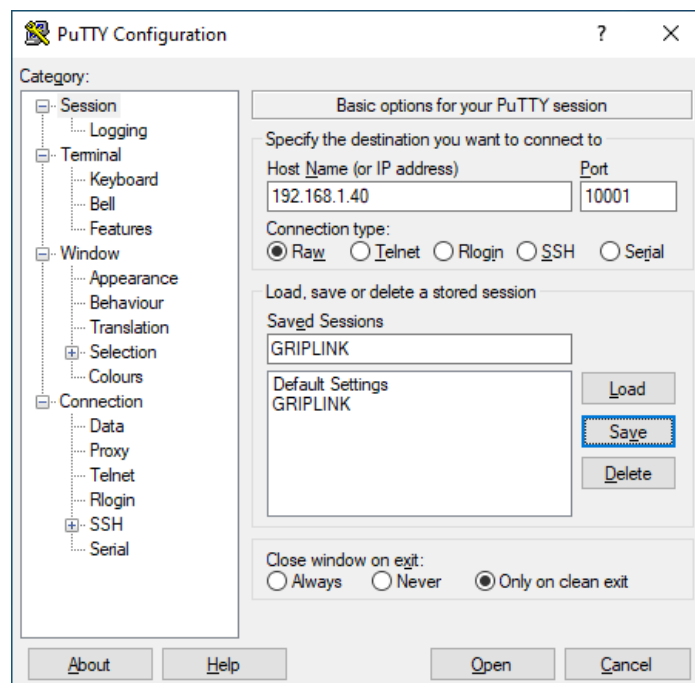 PuTTY Configuration
?
Category:
Session
Logging
Terminal
Keyboard
Bell
Features
Window
Appearance
Behaviour
Translation
Selection
Colours
Connection
Data
Proxy
Telnet
Rlogin
SSH
Serial
Basic options for your PuTTY session
Specify the destination you want to connect to
Host Name (or IP address) Port
192.168.1.40 10001
Connection type:
Raw Telnet Rlogin SSH Serial
Load, save or delete a stored session
Saved Sessions
GRIPLINK
Default Settings
GRIPLINK
Load
Save
Delete
Close window on exit:
Always Never Only on clean exit
About Help Open Cancel